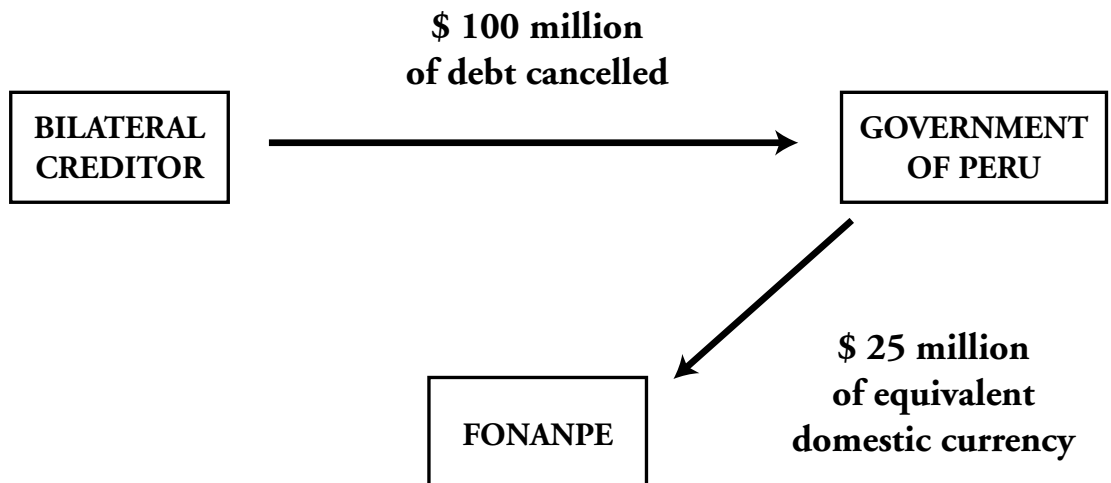 $ 100 million
of debt cancelled
BILATERAL
CREDITOR
GOVERNMENT
OF PERU
$ 25 million
of equivalent
domestic currency
FONANPE